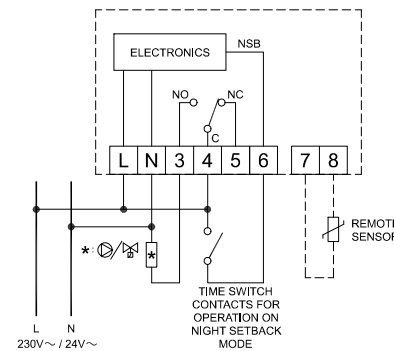 ELECTRONICS
NSB
NO
NC
C
L N 3 4 5 6 7 8
*:
*
REMOTE
SENSOR
TIME SWITCH
CONTACTS FOR
OPERATION ON
NIGHT SETBACK
MODE
L N
230V~ / 24V~